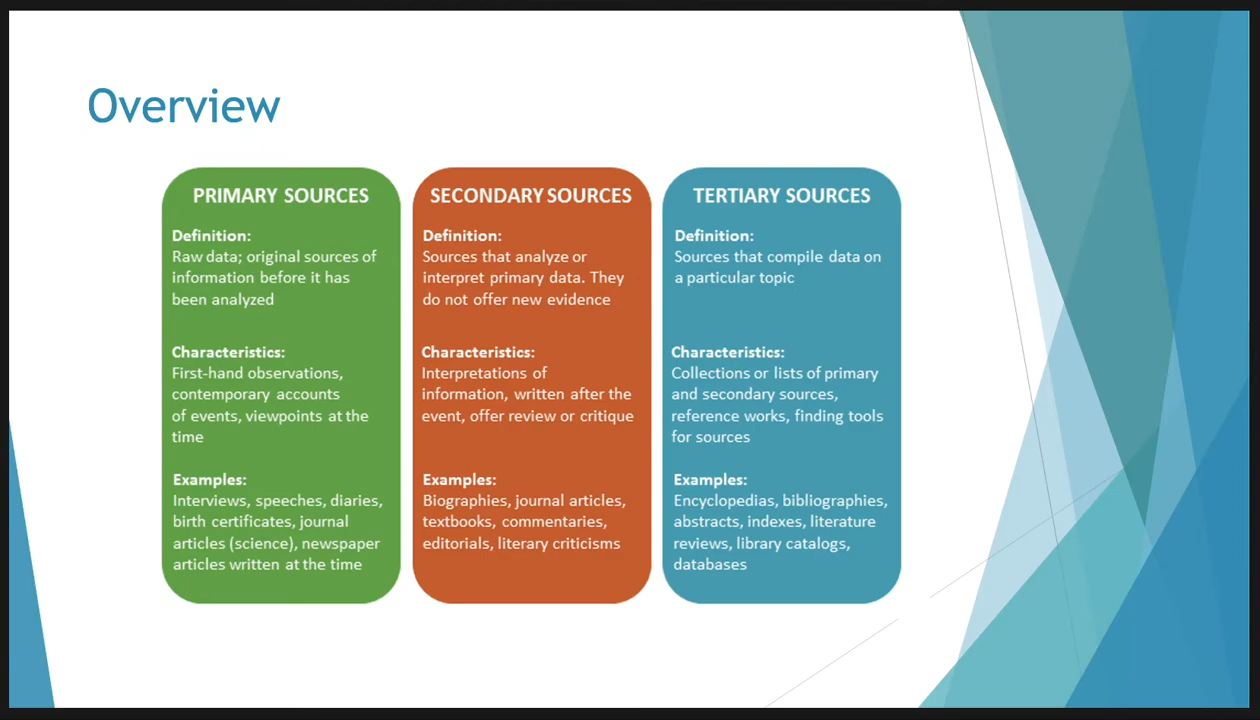 Overview
PRIMARY SOURCES
Definition:
Raw data; original sources of
information before it has
been analyzed
Characteristics:
First-hand observations,
contemporary accounts
of events, viewpoints at the
time
Examples:
Interviews, speeches, diaries,
birth certificates, journal
articles (science), newspaper
articles written at the time
SECONDARY SOURCES
Definition:
Sources that analyze or
interpret primary data. They
do not offer new evidence
Characteristics:
Interpretations of
information, written after the
event, offer review or critique
Examples:
Biographies, journal articles,
textbooks, commentaries,
editorials, literary criticisms
TERTIARY SOURCES
Definition:
Sources that compile data on
a particular topic
Characteristics:
Collections or lists of primary
and secondary sources,
reference works, finding tools
for sources
Examples:
Encyclopedias, bibliographies,
abstracts, indexes, literature
reviews, library catalogs,
databases